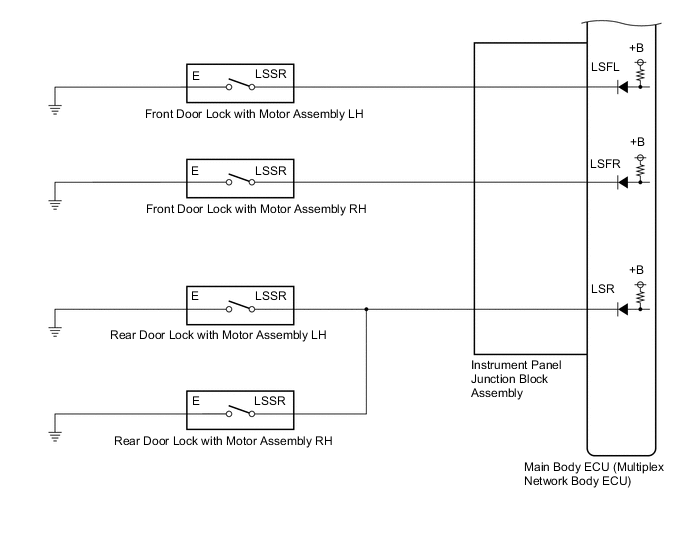 +B
LSFL
E LSSR
Front Door Lock with Motor Assembly LH
+B
LSFR
E LSSR
Front Door Lock with Motor Assembly RH
+B
LSR
E LSSR
Rear Door Lock with Motor Assembly LH
Instrument Panel
Junction Block
Assembly
E LSSR
Rear Door Lock with Motor Assembly RH
Main Body ECU (Multiplex
Network Body ECU)